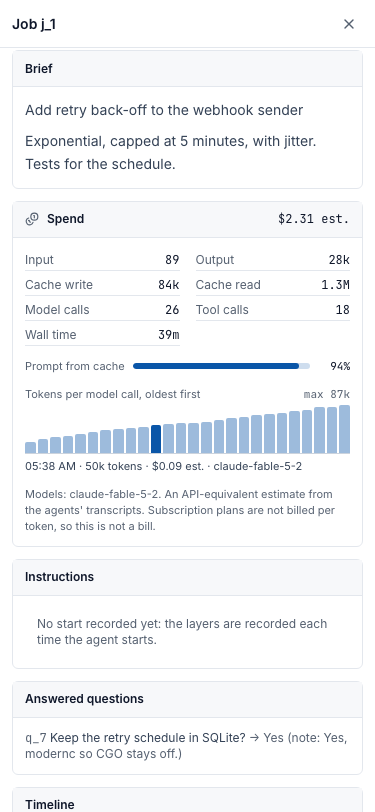 Job j_1
Brief
Add retry back-off to the webhook sender
Exponential, capped at 5 minutes, with jitter.
Tests for the schedule.
Spend
$2.31 est.
Input 89
Output 28k
Cache write 84k
Cache read 1.3M
Model calls 26
Tool calls 18
Wall time 39m
Prompt from cache 94%
Tokens per model call, oldest first
max 87k
05:38 AM · 50k tokens · $0.09 est. · claude-fable-5-2
Models: claude-fable-5-2. An API-equivalent estimate from
the agents' transcripts. Subscription plans are not billed per
token, so this is not a bill.
Instructions
No start recorded yet: the layers are recorded each
time the agent starts.
Answered questions
q_7 Keep the retry schedule in SQLite? → Yes (note: Yes,
modernc so CGO stays off.)
Timeline